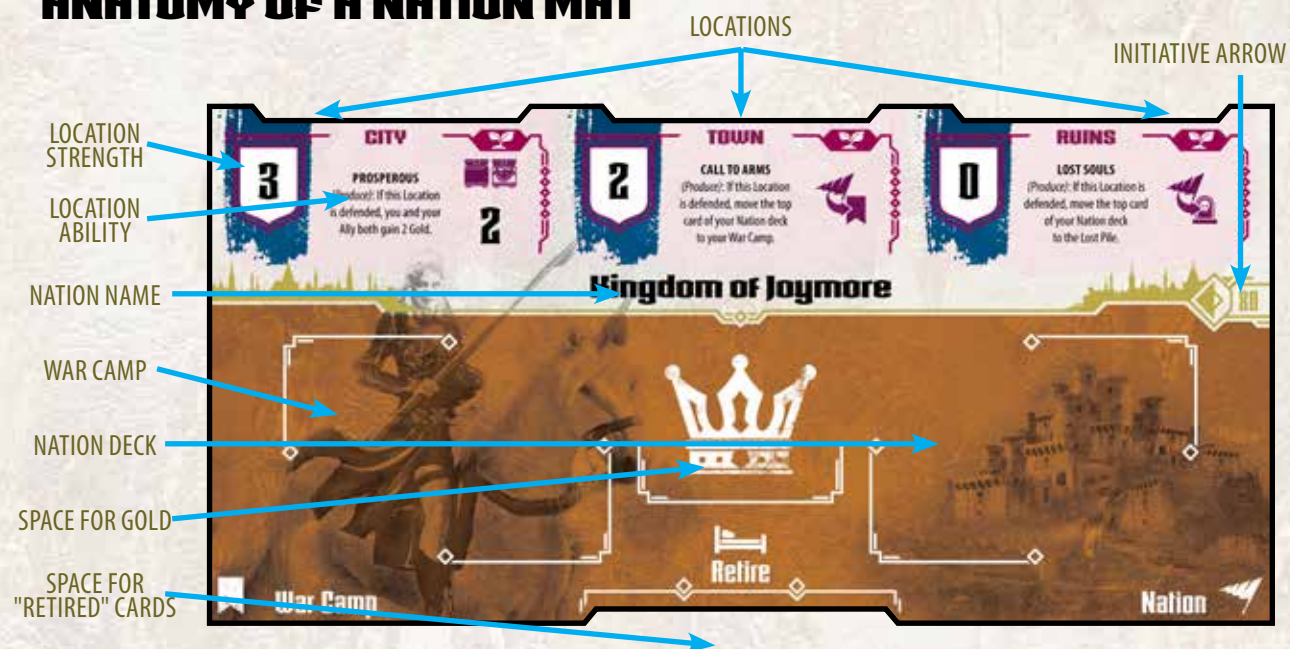 ANATOMY OF A NATION MAT
LOCATIONS
INITIATIVE ARROW
LOCATION
STRENGTH
LOCATION
ABILITY
NATION NAME
WAR CAMP
NATION DECK
SPACE FOR GOLD
SPACE FOR
"RETIRED" CARDS
3
CITY
PROSPEROUS
(Produce): If this Location
is defended, you and your
Ally both gain 2 Gold.
2
2
TOWN
CALL TO ARMS
(Produce): If this Location
is defended, move the top
card of your Nation deck
to your War Camp.
0
RUINS
LOST SOULS
(Produce): If this Location is
defended, move the top card
of your Nation deck
to the Lost Pile.
Kingdom of Joymore
Retire
War Camp
Nation